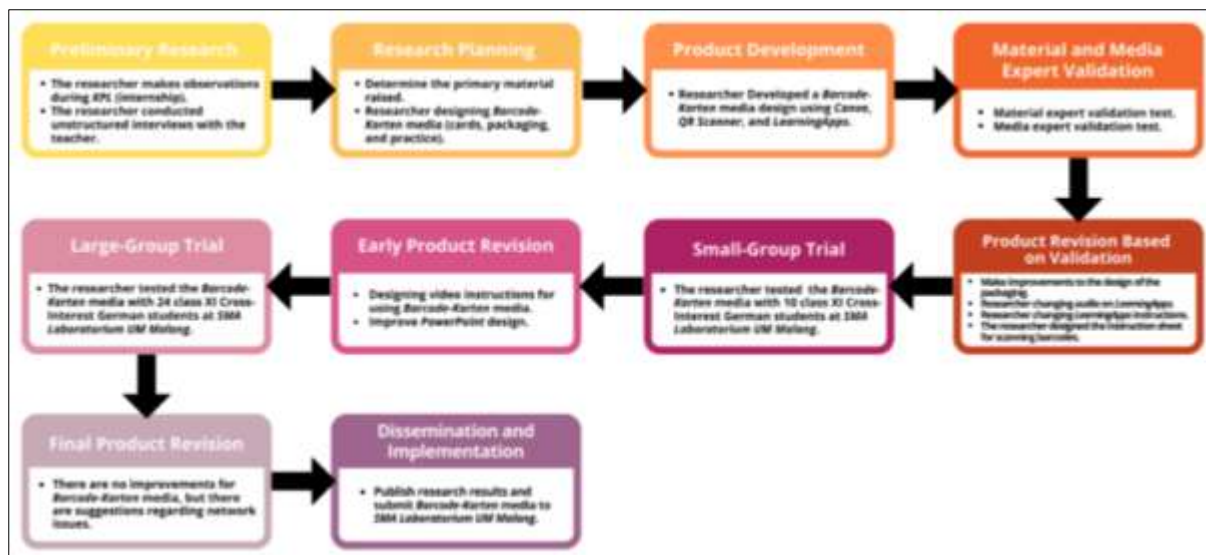 Preliminary Research
• The researcher makes observations
during KPL (internship).
• The researcher conducted
unstructured interviews with the
teacher.
Research Planning
• Determine the primary material
raised.
• Researcher designing Barcode-
Karten media (cards, packaging,
and practice).
Product Development
• Researcher Developed a Barcode-
Karten media design using Canva,
QR Scanner, and LearningApps.
Material and Media
Expert Validation
• Material expert validation test.
• Media expert validation test.
Product Revision Based
on Validation
• Make improvements to the design of the
packaging.
• Researcher changing audio on LearningApps.
• Researcher changing LearningApps instructions.
• The researcher designed the instruction sheet
for scanning barcodes.
Small-Group Trial
• The researcher tested the Barcode-
Karten media with 10 class XI Cross-
Interest German students at SMA
Laboratorium UM Malang.
Early Product Revision
• Designing video instructions for
using Barcode-Karten media.
• Improve PowerPoint design.
Large-Group Trial
• The researcher tested the Barcode-
Karten media with 24 class XI Cross-
Interest German students at SMA
Laboratorium UM Malang.
Final Product Revision
• There are no improvements for
Barcode-Karten media, but there
are suggestions regarding network
issues.
Dissemination and
Implementation
• Publish research results and
submit Barcode-Karten media to
SMA Laboratorium UM Malang.